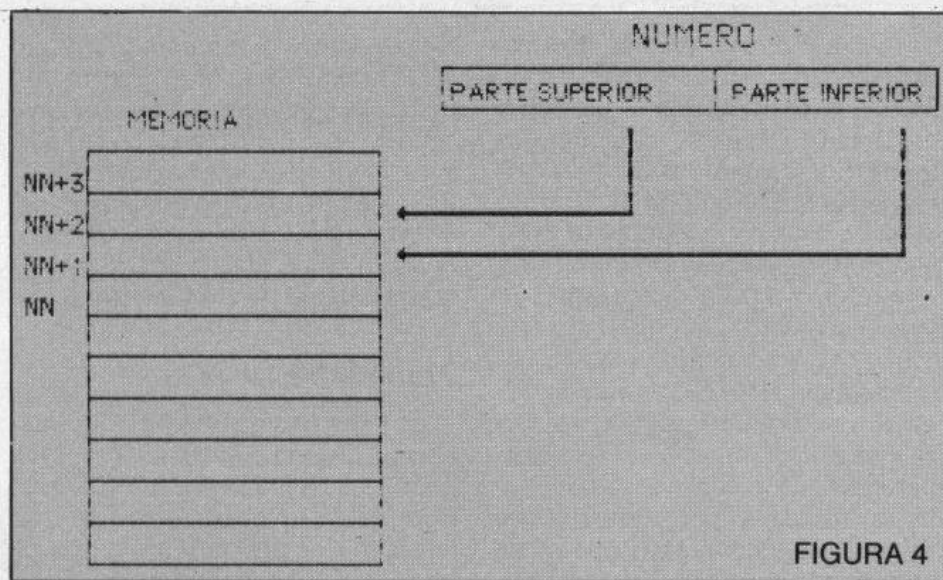 NUMERO
PARTE SUPERIOR PARTE INFERIOR
MEMORIA
NN+3
NN+2
NN+1
NN
FIGURA 4